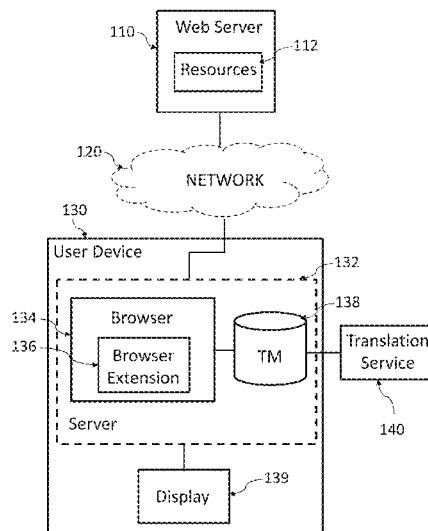 110
Web Server
112
Resources
120
NETWORK
130
User Device
132
134
Browser
138
136
Browser
Extension
TM
Translation
Service
140
Server
Display
139